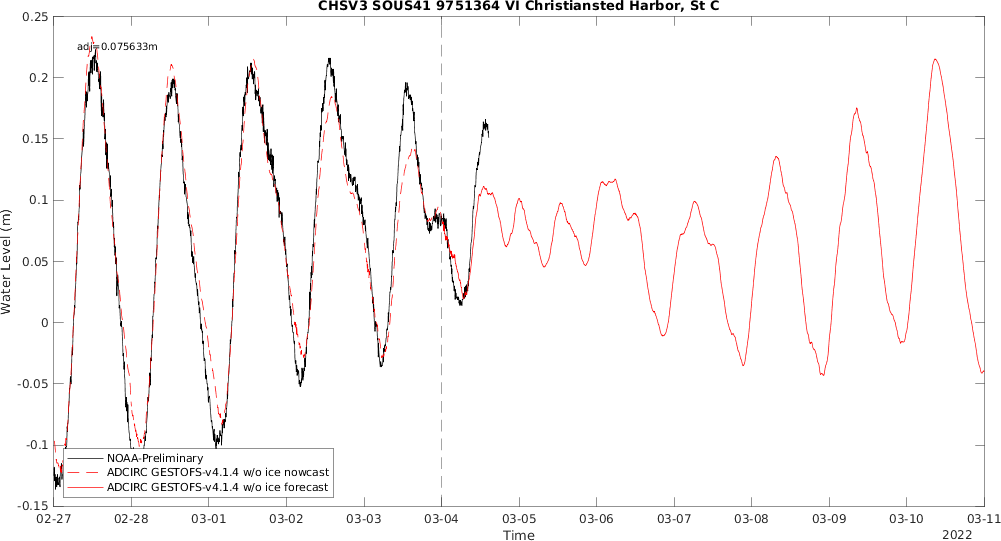 CHSV3 SOUS41 9751364 VI Christiansted Harbor, St C
adj=0.075633m
0.25
0.2
0.15
0.1
0.05
0
-0.05
-0.1
-0.15
Water Level (m)
NOAA-Preliminary
ADCIRC GESTOFS-v4.1.4 w/o ice nowcast
ADCIRC GESTOFS-v4.1.4 w/o ice forecast
02-27 02-28 03-01 03-02 03-03 03-04 03-05 03-06 03-07 03-08 03-09 03-10 03-11
Time
2022